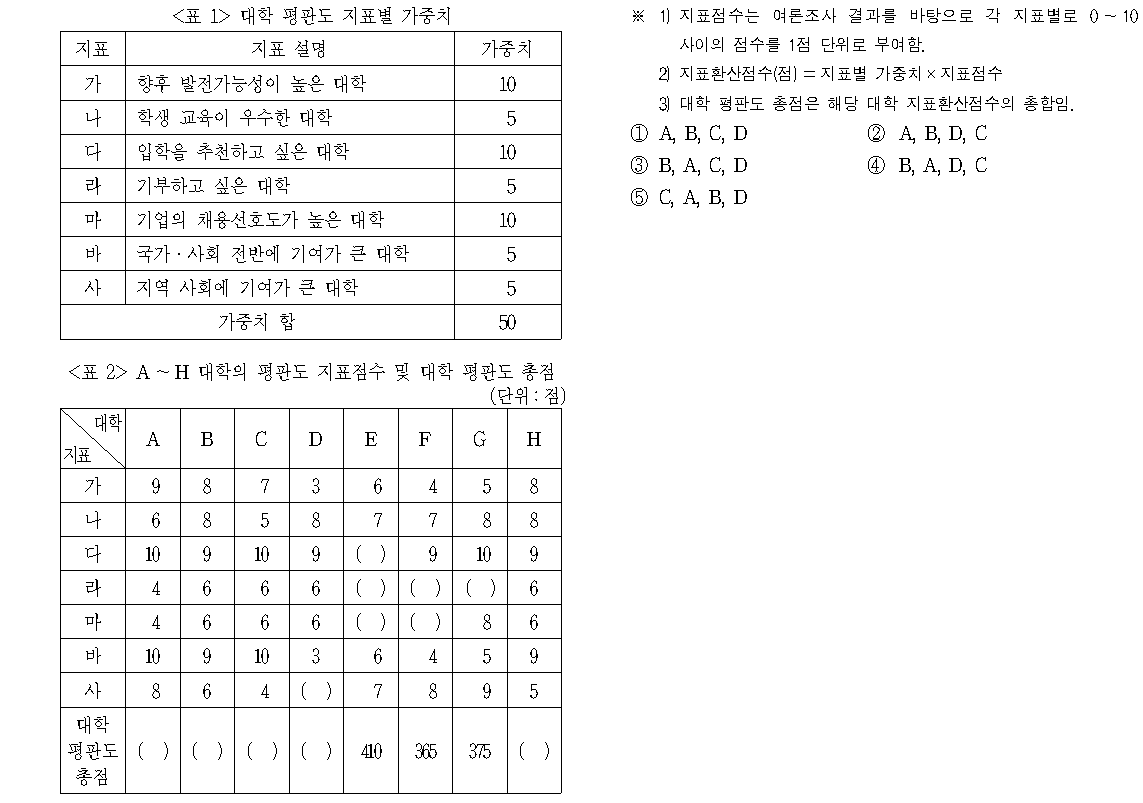 <표 1> 대학 평판도 지표별 가중치
지표 지표 설명 가중치
가 향후 발전가능성이 높은 대학 10
나 학생 교육이 우수한 대학 5
다 입학을 추천하고 싶은 대학 10
라 기부하고 싶은 대학 5
마 기업의 채용선호도가 높은 대학 10
바 국가·사회 전반에 기여가 큰 대학 5
사 지역 사회에 기여가 큰 대학 5
가중치 합 50
<표 2> A ~ H 대학의 평판도 지표점수 및 대학 평판도 총점
(단위 : 점)
대학
지표 A B C D E F G H
가 9 8 7 3 6 4 5 8
나 6 8 5 8 7 7 8 8
다 10 9 10 9 ( ) 9 10 9
라 4 6 6 6 ( ) ( ) ( ) 6
마 4 6 6 6 ( ) ( ) 8 6
바 10 9 10 3 6 4 5 9
사 8 6 4 ( ) 7 8 9 5
대학
평판도 ( ) ( ) ( ) ( ) 410 365 375 ( )
총점
※ 1) 지표점수는 여론조사 결과를 바탕으로 각 지표별로 0 ~ 10
사이의 점수를 1점 단위로 부여함.
2) 지표환산점수(점) = 지표별 가중치 × 지표점수
3) 대학 평판도 총점은 해당 대학 지표환산점수의 총합임.
① A, B, C, D ② A, B, D, C
③ B, A, C, D ④ B, A, D, C
⑤ C, A, B, D